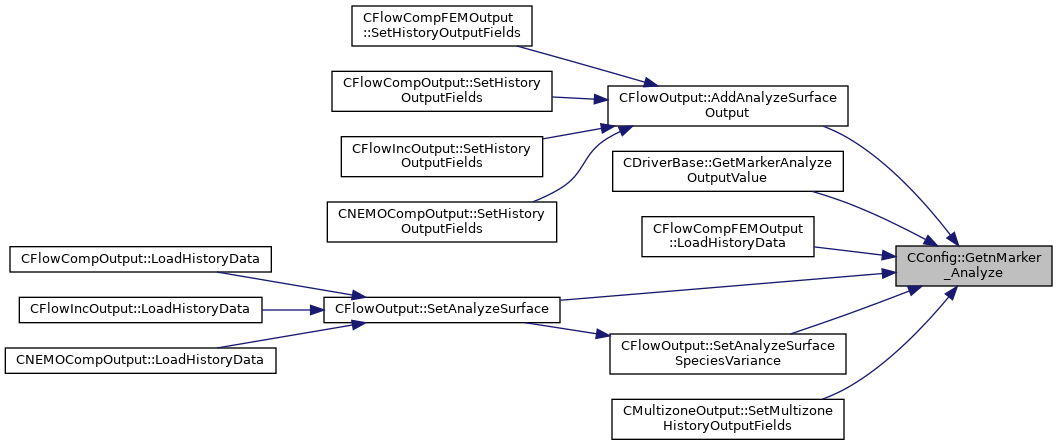 CFlowCompFEMOutput
::SetHistoryOutputFields
CFlowCompOutput::SetHistory
OutputFields
CFlowOutput::AddAnalyzeSurface
Output
CFlowIncOutput::SetHistory
OutputFields
CDriverBase::GetMarkerAnalyze
OutputValue
CNEMOCompOutput::SetHistory
OutputFields
CFlowCompFEMOutput
::LoadHistoryData
CConfig::GetnMarker
_Analyze
CFlowCompOutput::LoadHistoryData
CFlowIncOutput::LoadHistoryData
CFlowOutput::SetAnalyzeSurface
CNEMOCompOutput::LoadHistoryData
CFlowOutput::SetAnalyzeSurface
SpeciesVariance
CMultizoneOutput::SetMultizone
HistoryOutputFields